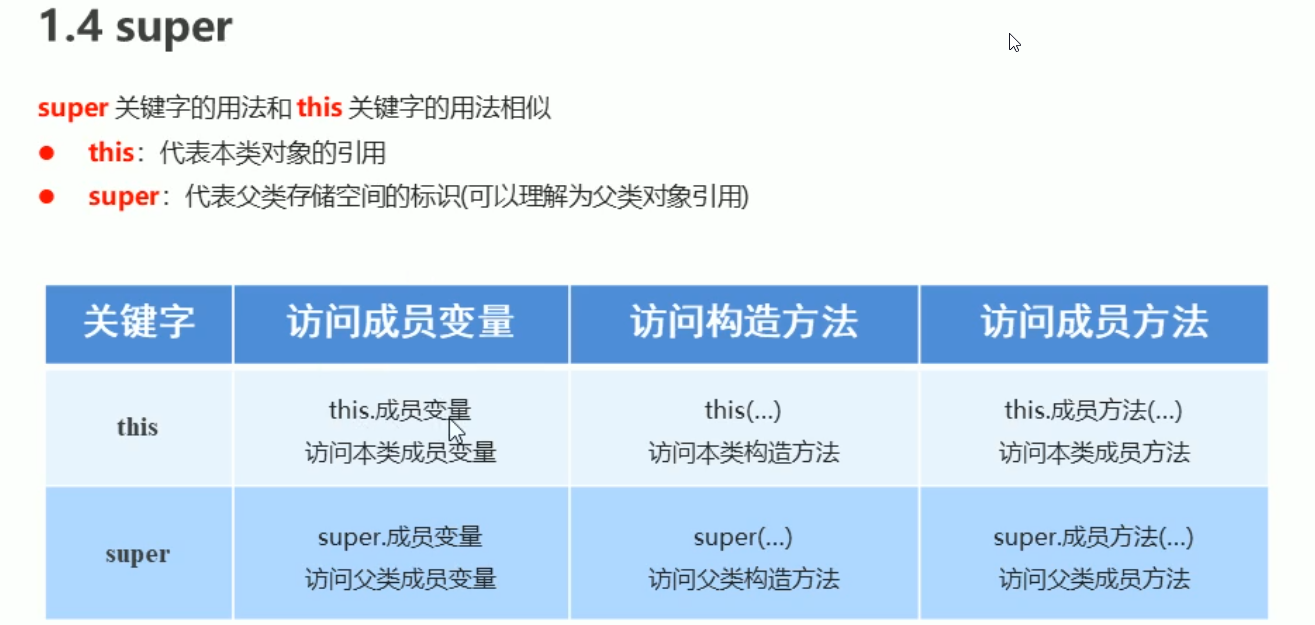 1.4 super
super 关键字的用法和 this 关键字的用法相似
this：代表本类对象的引用
super：代表父类存储空间的标识(可以理解为父类对象引用)
关键字 访问成员变量 访问构造方法 访问成员方法
this.成员变量 this(...) this.成员方法(...)
this
访问本类成员变量 访问本类构造方法 访问本类成员方法
super.成员变量 super(...) super.成员方法(...)
super
访问父类成员变量 访问父类构造方法 访问父类成员方法